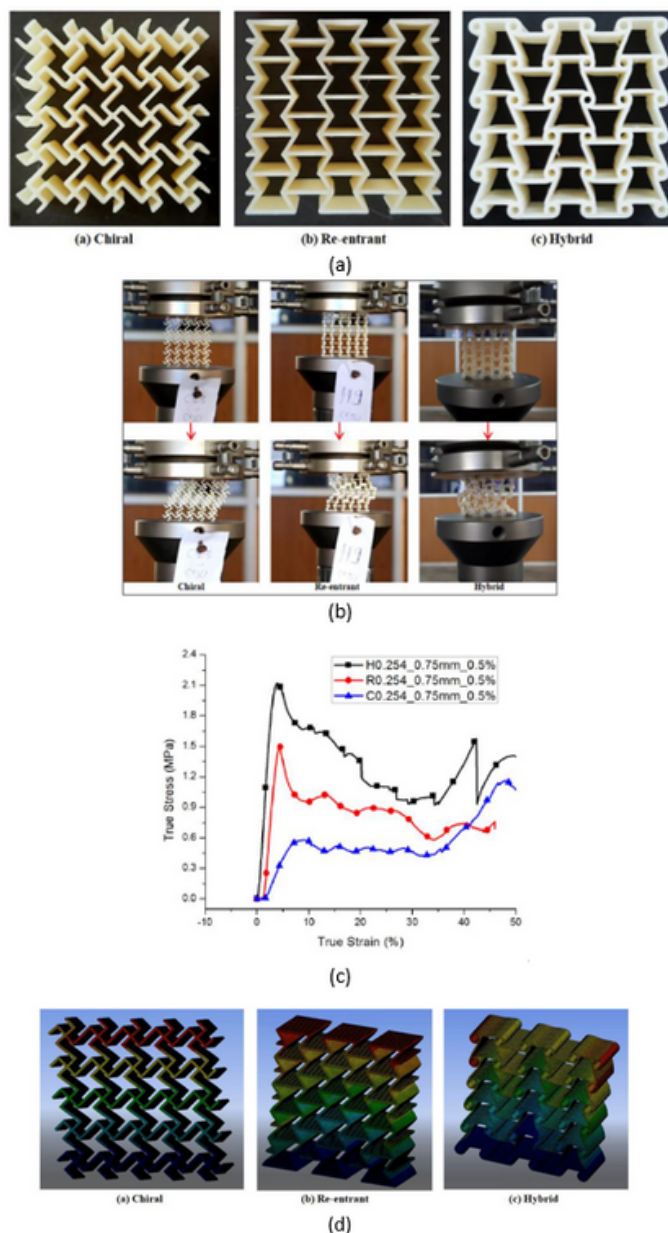 (a) Chiral (b) Re-entrant (c) Hybrid
(a)
119
Chiral Re-entrant Hybrid
(b)
H0.254_0.75mm_0.5%
R0.254_0.75mm_0.5%
C0.254_0.75mm_0.5%
True Stress (MPa)
2.4
2.1
1.8
1.5
1.2
0.9
0.6
0.3
0.0
-10 0 10 20 30 40 50
True Strain (%)
(c)
(a) Chiral (b) Re-entrant (c) Hybrid
(d)